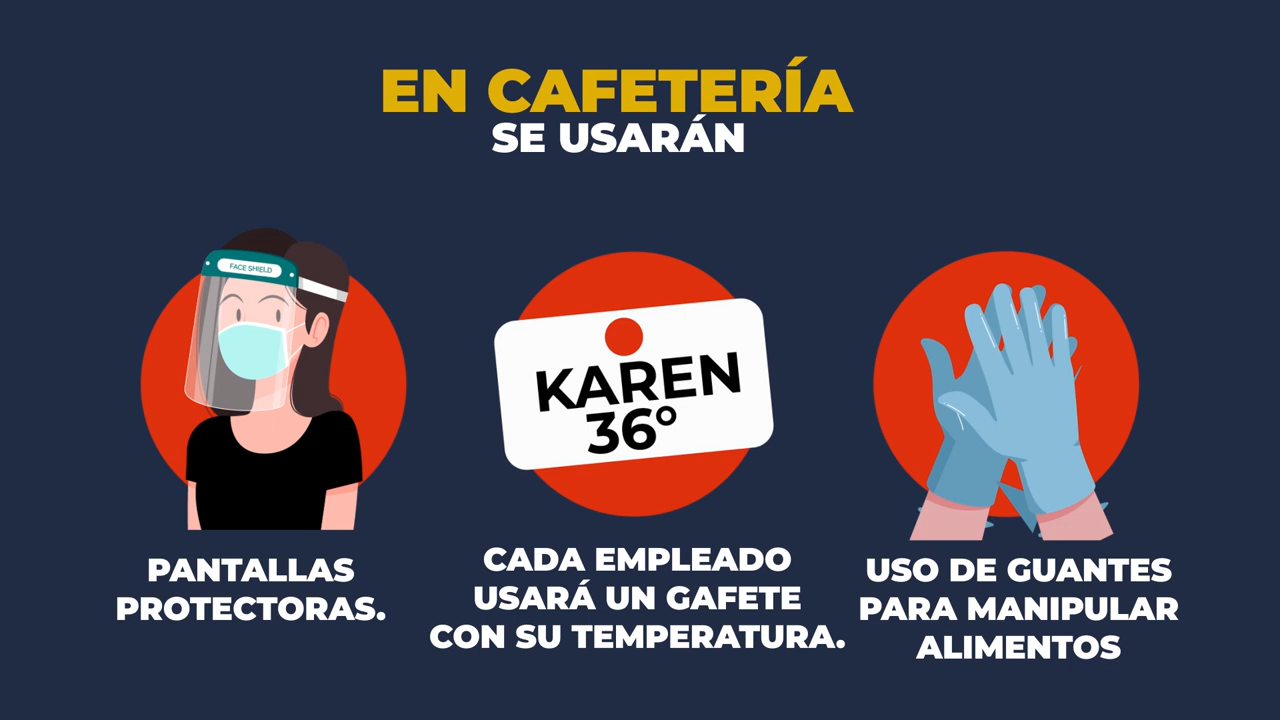 EN CAFETERÍA
SE USARÁN
FACE SHIELD
KAREN
36°
PANTALLAS
PROTECTORAS.
CADA EMPLEADO
USARÁ UN GAFETE
CON SU TEMPERATURA.
USO DE GUANTES
PARA MANIPULAR
ALIMENTOS